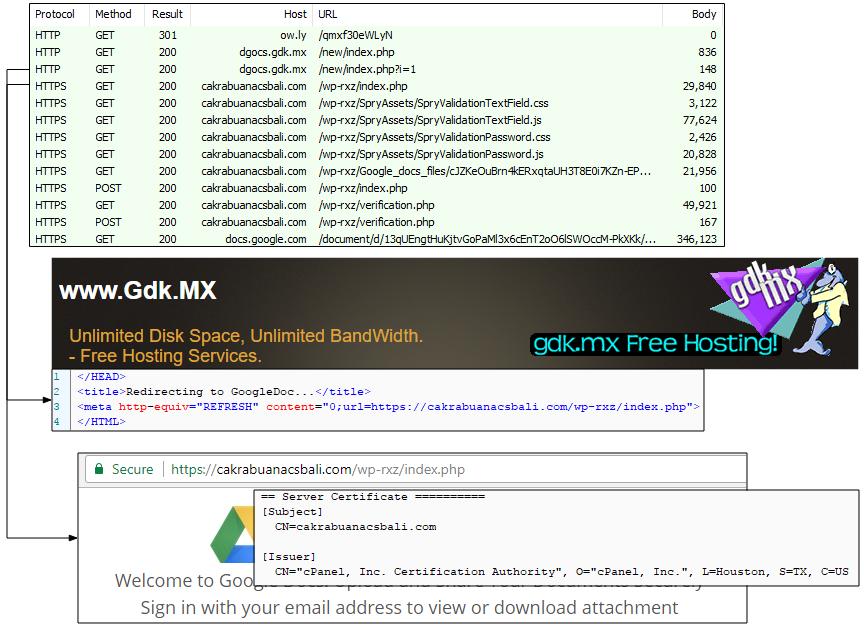 Protocol Method Result Host URL Body
HTTP GET 301 ow.ly /qmxf30eWLyN 0
HTTP GET 200 dgocs.gdk.mx /new/index.php 836
HTTP GET 200 dgocs.gdk.mx /new/index.php?i=1 148
HTTPS GET 200 cakrabuanacsbali.com /wp-rxz/index.php 29,840
HTTPS GET 200 cakrabuanacsbali.com /wp-rxz/SpryAssets/SpryValidationTextField.css 3,122
HTTPS GET 200 cakrabuanacsbali.com /wp-rxz/SpryAssets/SpryValidationTextField.js 77,624
HTTPS GET 200 cakrabuanacsbali.com /wp-rxz/SpryAssets/SpryValidationPassword.css 2,426
HTTPS GET 200 cakrabuanacsbali.com /wp-rxz/SpryAssets/SpryValidationPassword.js 20,828
HTTPS GET 200 cakrabuanacsbali.com /wp-rxz/Google_docs_files/cJZKeOuBrn4kERxqtaUH3T8E0i7KZn-EP... 21,956
HTTPS POST 200 cakrabuanacsbali.com /wp-rxz/index.php 100
HTTPS GET 200 cakrabuanacsbali.com /wp-rxz/verification.php 49,921
HTTPS POST 200 cakrabuanacsbali.com /wp-rxz/verification.php 167
HTTPS GET 200 docs.google.com /document/d/13qUEngtHuKjtvGoPaMl3x6cEnT2oO6lSWOccM-PkXKk/... 346,123
www.Gdk.MX
gdk mx
Unlimited Disk Space, Unlimited BandWidth.
- Free Hosting Services.
gdk.mx Free Hosting!
1 </HEAD>
2 <title>Redirecting to GoogleDoc...</title>
3 <meta http-equiv="REFRESH" content="0;url=https://cakrabuanacsbali.com/wp-rxz/index.php">
4 </HTML>
Secure https://cakrabuanacsbali.com/wp-rxz/index.php
== Server Certificate ==========
[Subject]
CN=cakrabuanacsbali.com
[Issuer]
CN="cPanel, Inc. Certification Authority", O="cPanel, Inc.", L=Houston, S=TX, C=US
Welcome to Google Docs. Upload and Share Your Documents Securely
Sign in with your email address to view or download attachment